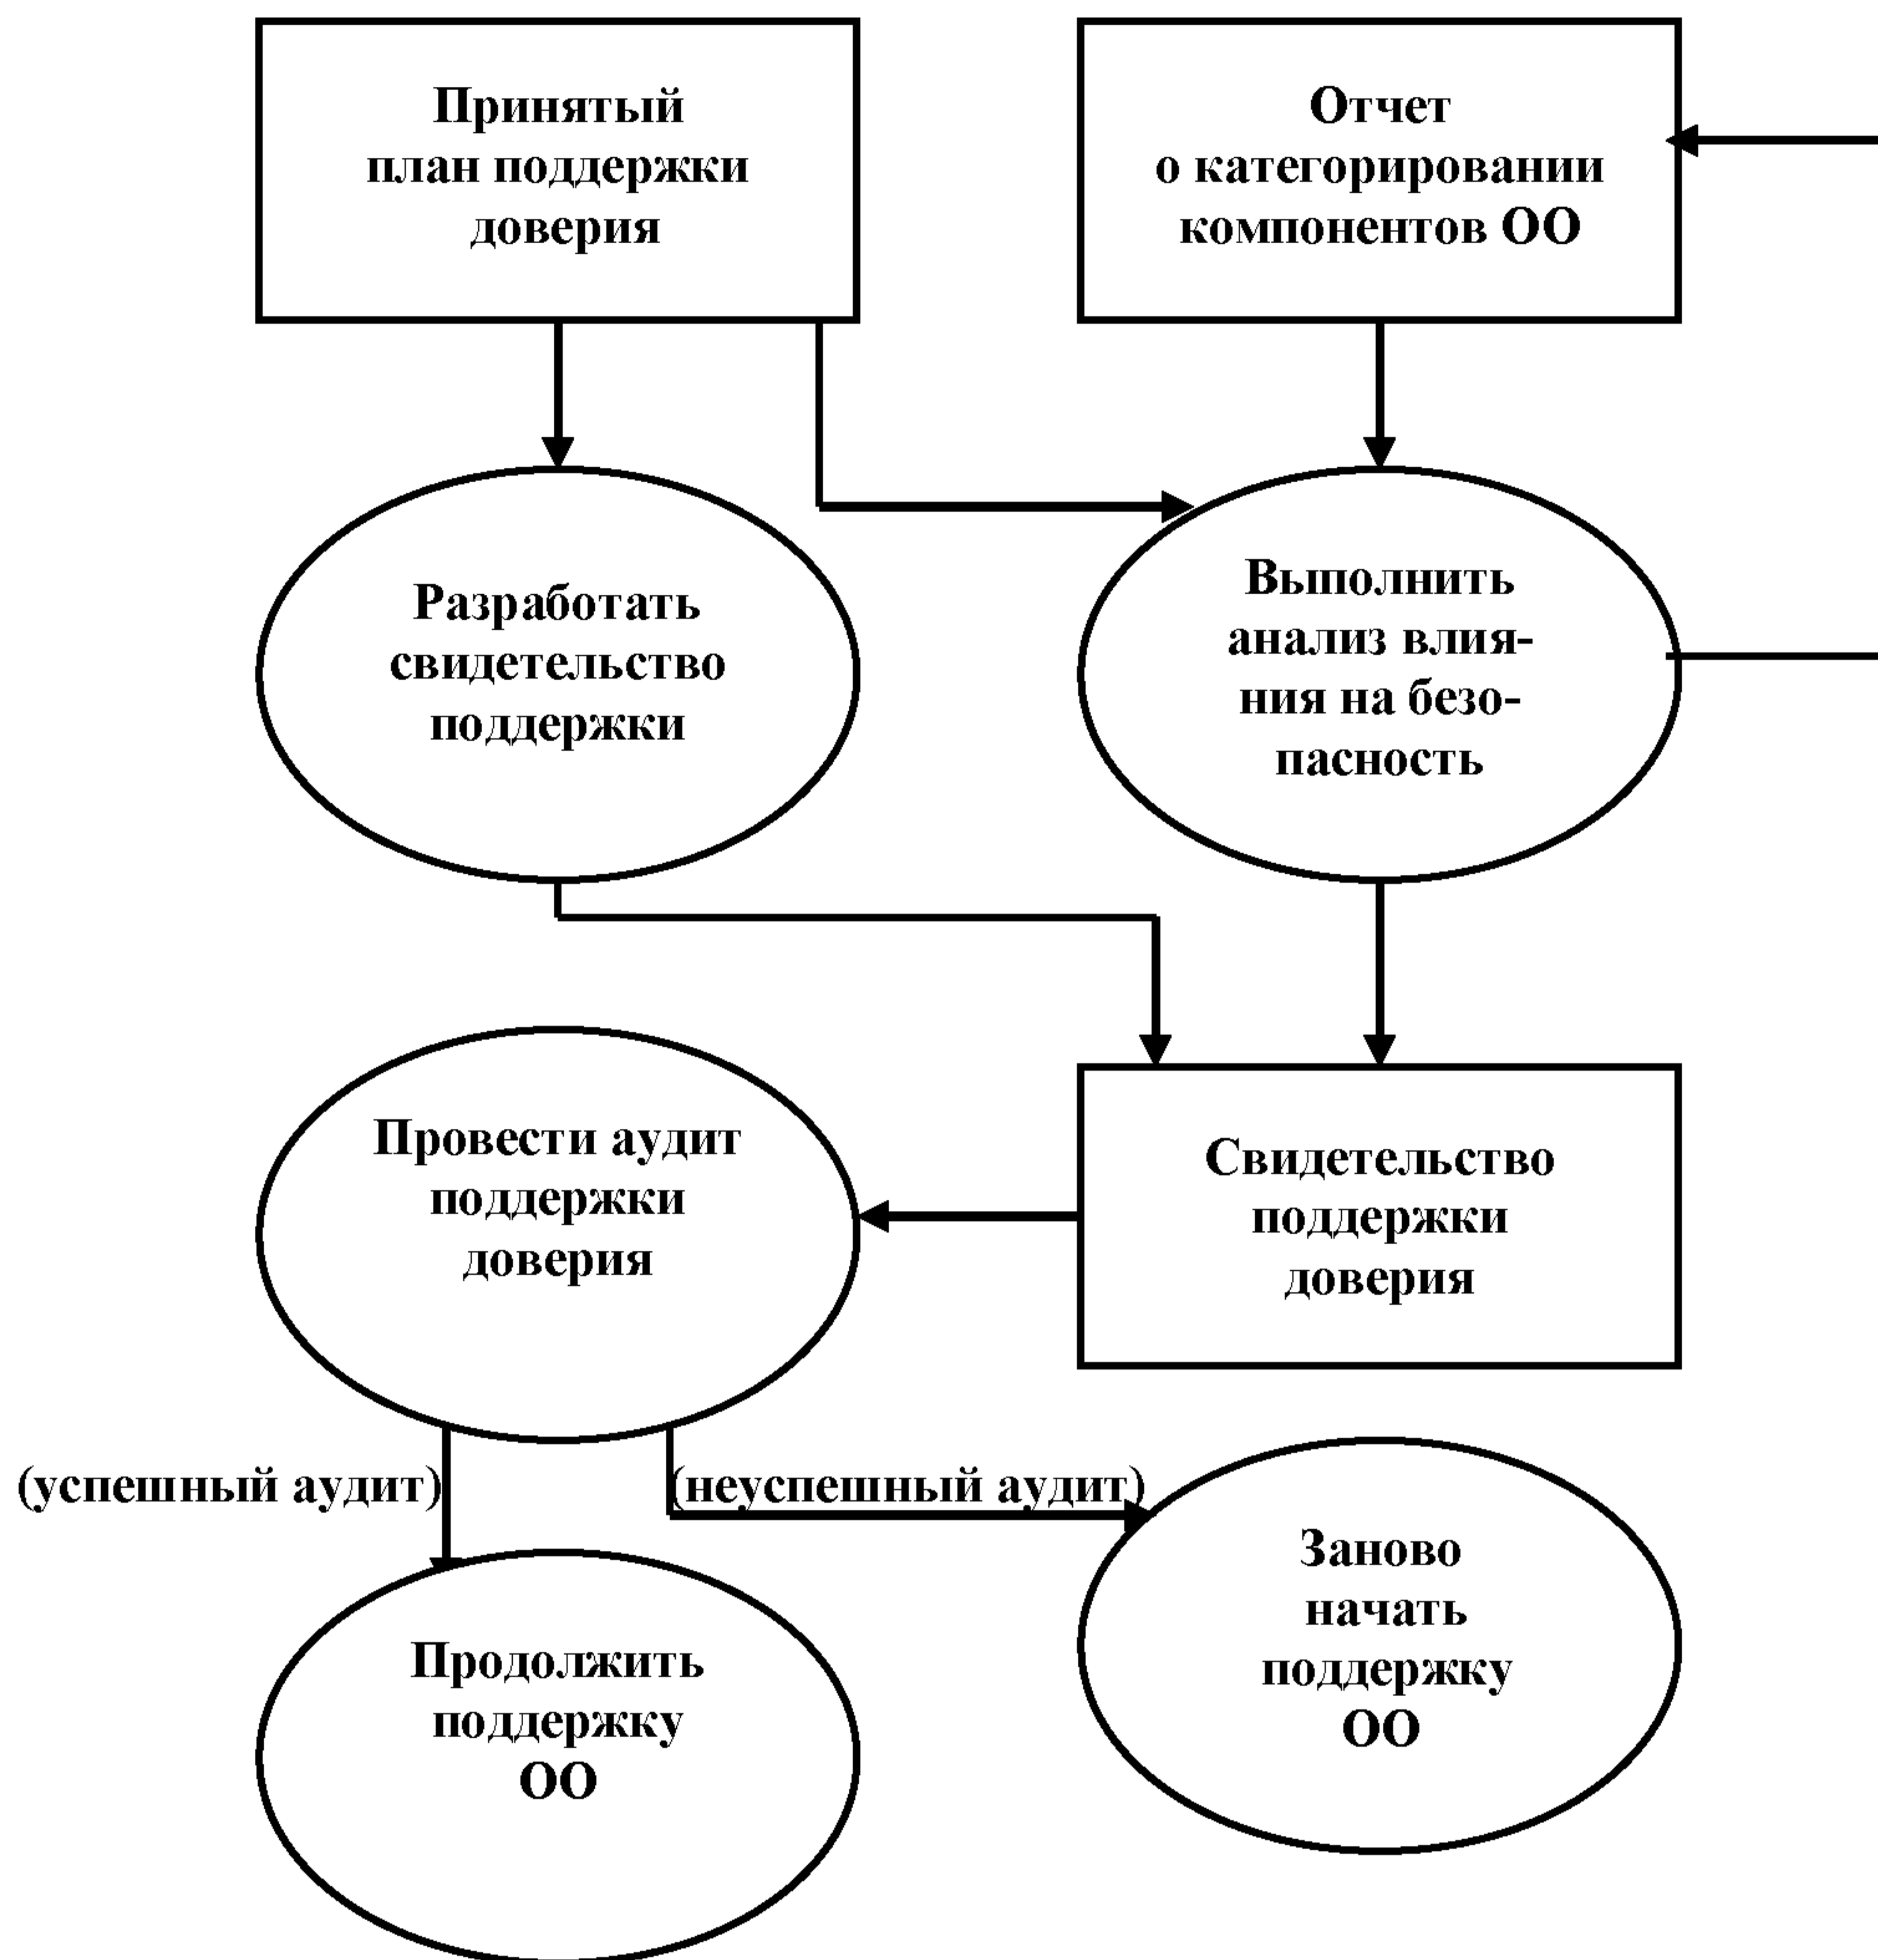 Принятый
план поддержки
доверия
Отчет
о категорировании
компонентов ОО
Разработать
свидетельство
поддержки
Выполнить
анализ влия-
ния на безо-
пасность
Провести аудит
поддержки
доверия
Свидетельство
поддержки
доверия
(успешный аудит)
(неуспешный аудит)
Заново
начать
поддержку
ОО
Продолжить
поддержку
ОО